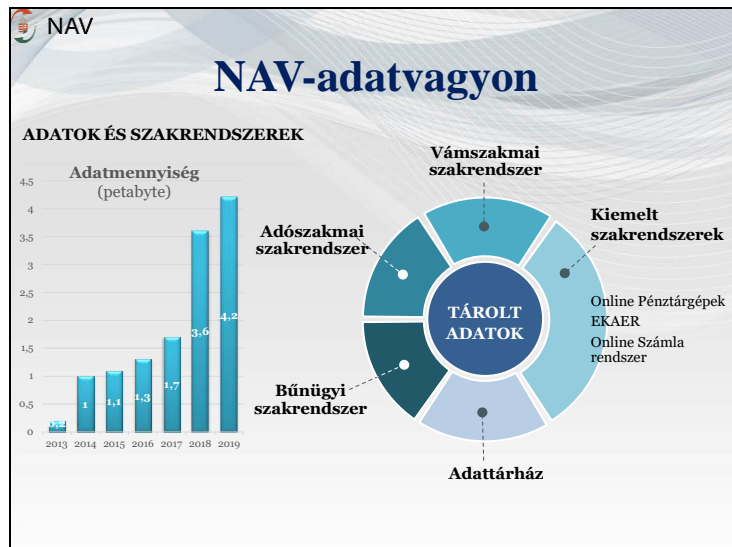 NAV
NAV-adatvagyon
ADATOK ÉS SZAKRENDSZEREK
Adatmennyiség
(petabyte)
4,5
4
3,5
3
2,5
2
1,5
1
0,5
0
0,2
1
1,1
1,3
1,7
3,6
4,2
2013 2014 2015 2016 2017 2018 2019
Vámszakmai
szakrendszer
Kiemelt
szakrendszerek
Adószakmai
szakrendszer
TÁROLT
ADATOK
Online Pénztárgépek
EKAER
Online Számla
rendszer
Bűnügyi
szakrendszer
Adattárház